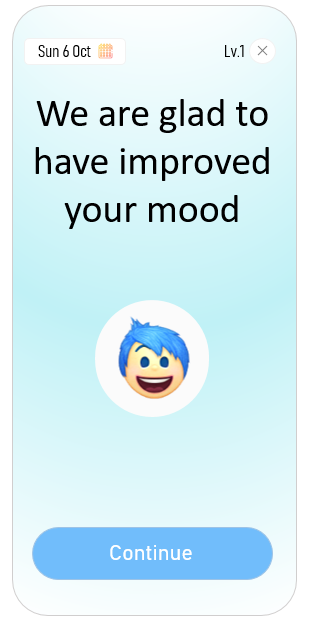 Sun 6 Oct
Lv.1
We are glad to
have improved
your mood
Continue